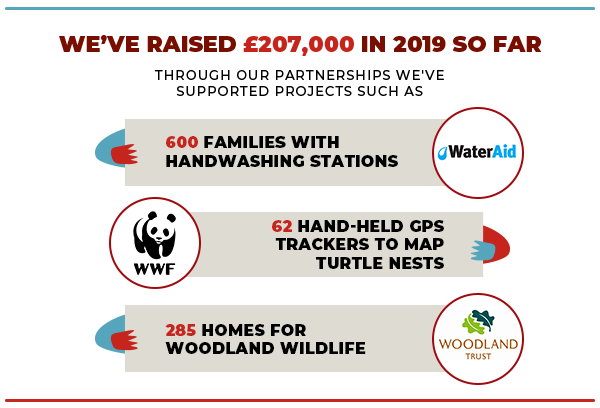 WE'VE RAISED £207,000 IN 2019 SO FAR
THROUGH OUR PARTNERSHIPS WE'VE
SUPPORTED PROJECTS SUCH AS
600 FAMILIES WITH
HANDWASHING STATIONS
WaterAid
WWF
62 HAND-HELD GPS
TRACKERS TO MAP
TURTLE NESTS
285 HOMES FOR
WOODLAND WILDLIFE
WOODLAND
TRUST